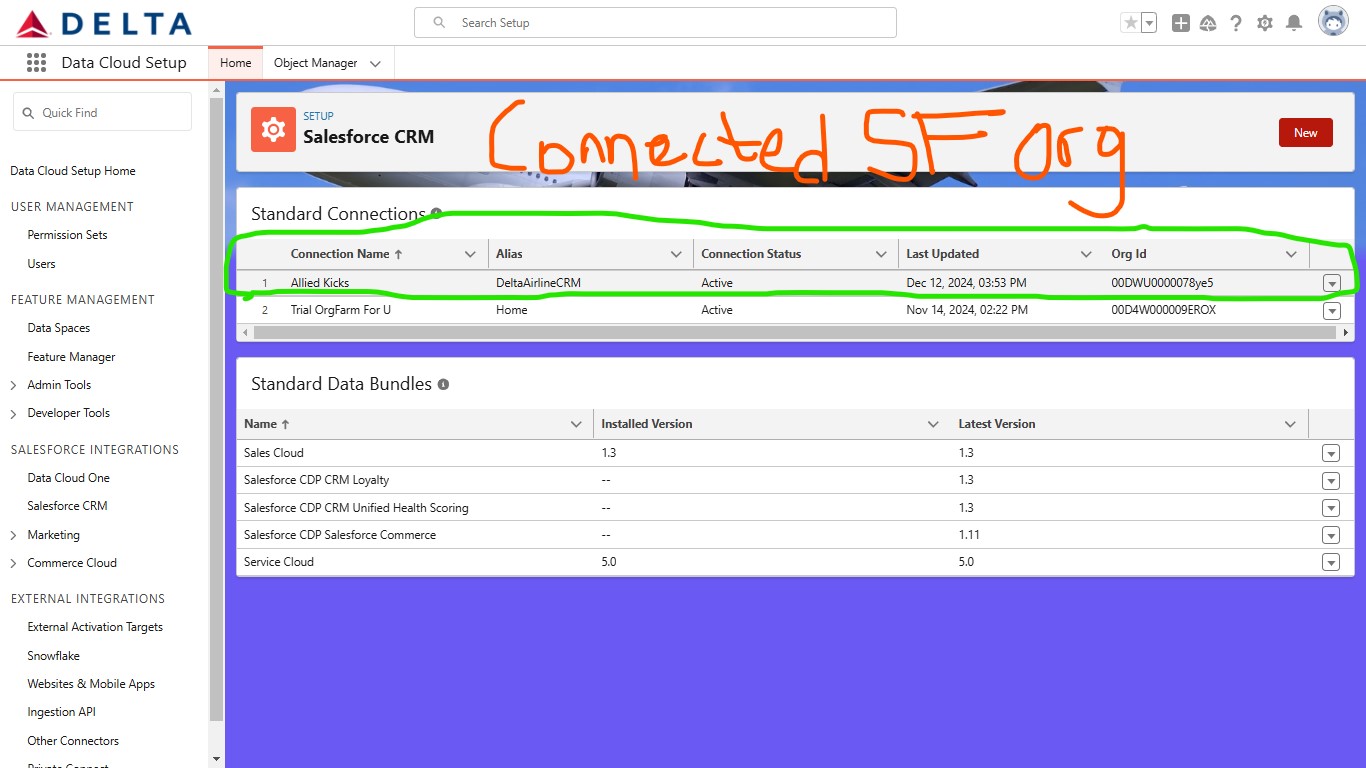 DELTA
Search Setup
Data Cloud Setup
Home
Object Manager
Quick Find
Data Cloud Setup Home
USER MANAGEMENT
Permission Sets
Users
FEATURE MANAGEMENT
Data Spaces
Feature Manager
Admin Tools
Developer Tools
SALESFORCE INTEGRATIONS
Data Cloud One
Salesforce CRM
Marketing
Commerce Cloud
EXTERNAL INTEGRATIONS
External Activation Targets
Snowflake
Websites & Mobile Apps
Ingestion API
Other Connectors
Private Connect
SETUP
Salesforce CRM
Connected SF org
New
Standard Connections
Connection Name Alias Connection Status Last Updated Org Id
1 Allied Kicks DeltaAirlineCRM Active Dec 12, 2024, 03:53 PM 00DWU0000078ye5
2 Trial OrgFarm For U Home Active Nov 14, 2024, 02:22 PM 00D4W000009EROX
Standard Data Bundles
Name Installed Version Latest Version
Sales Cloud 1.3 1.3
Salesforce CDP CRM Loyalty -- 1.3
Salesforce CDP CRM Unified Health Scoring -- 1.3
Salesforce CDP Salesforce Commerce -- 1.11
Service Cloud 5.0 5.0